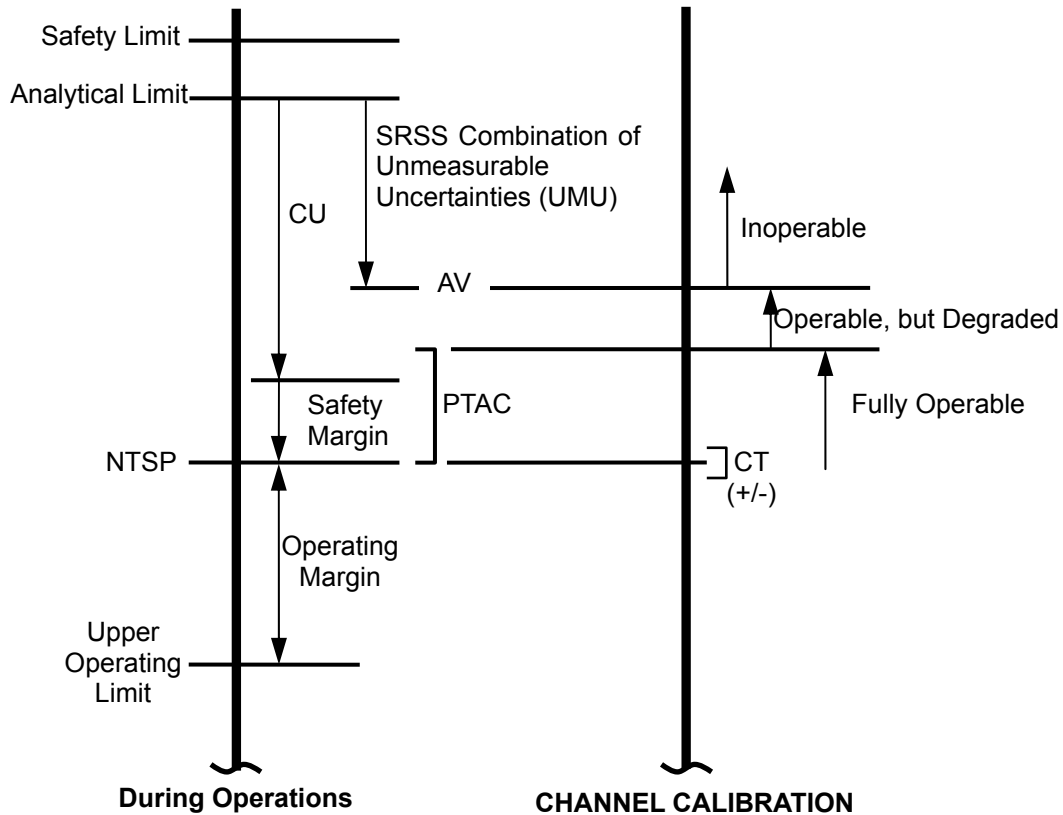 Safety Limit
Analytical Limit
SRSS Combination of
Unmeasurable
Uncertainties (UMU)
CU
Inoperable
AV
Operable, but Degraded
PTAC
Safety
Margin
Fully Operable
NTSP
CT
(+/-)
Operating
Margin
Upper
Operating
Limit
During Operations
CHANNEL CALIBRATION